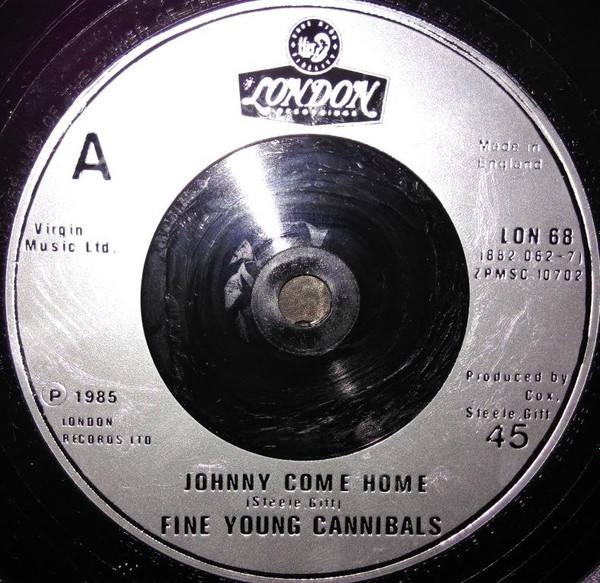 LONDON
RECORDINGS
A
Made in
England
Virgin
Music Ltd.
LON 68
(882 062-7)
ZPMSC 10702
Produced by
Cox,
Steele,Gift
45
P 1985
LONDON
RECORDS LTD.
JOHNNY COME HOME
(Steele,Gift)
FINE YOUNG CANNIBALS